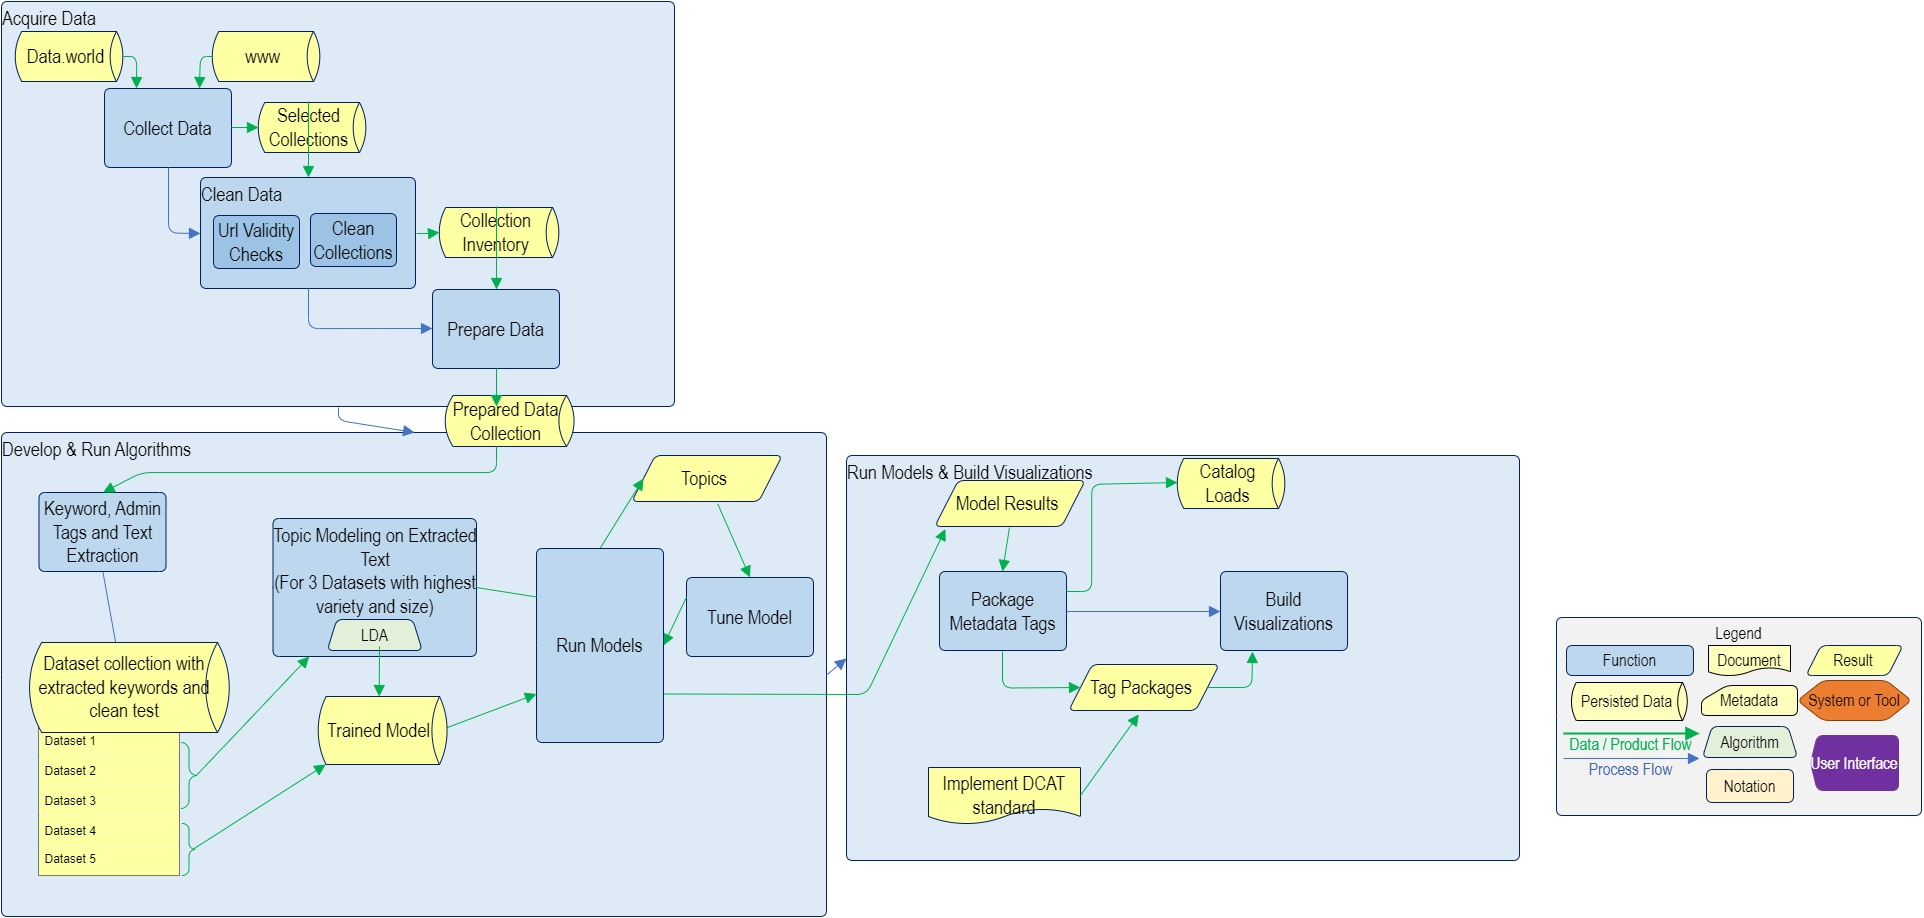 Acquire Data
Data.world
www
Collect Data
Selected
Collections
Clean Data
Url Validity
Checks
Clean
Collections
Collection
Inventory
Prepare Data
Prepared Data
Collection
Develop & Run Algorithms
Keyword, Admin
Tags and Text
Extraction
Topic Modeling on Extracted
Text
(For 3 Datasets with highest
variety and size)
LDA
Topics
Run Models
Tune Model
Dataset collection with
extracted keywords and
clean test
Dataset 1
Dataset 2
Dataset 3
Dataset 4
Dataset 5
Trained Model
Run Models & Build Visualizations
Model Results
Catalog
Loads
Package
Metadata Tags
Build
Visualizations
Tag Packages
Implement DCAT
standard
Legend
Function
Document
Result
Persisted Data
Metadata
System or Tool
Data / Product Flow
Algorithm
User Interface
Process Flow
Notation